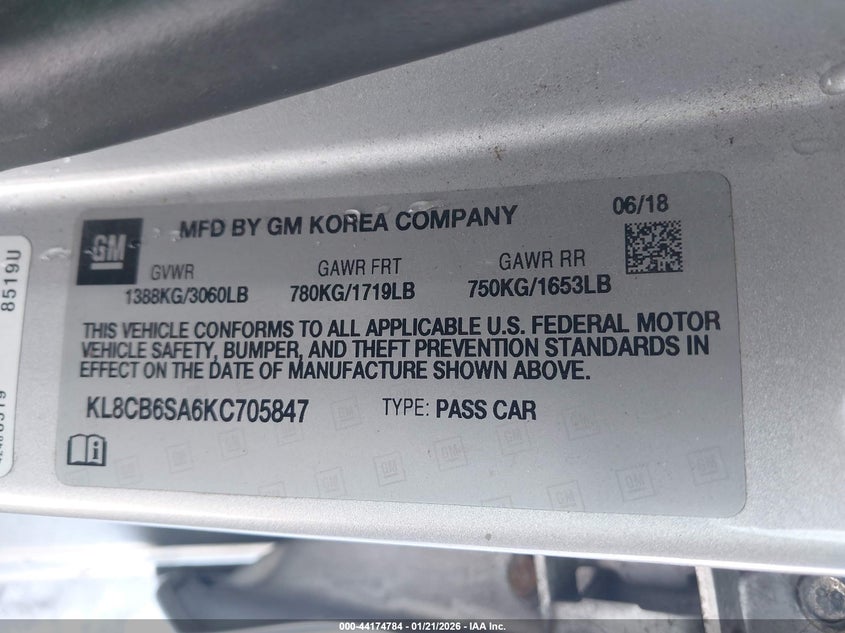 GM
MFD BY GM KOREA COMPANY
06/18
GVWR
GAWR FRT
GAWR RR
1388KG/3060LB
780KG/1719LB
750KG/1653LB
THIS VEHICLE CONFORMS TO ALL APPLICABLE U.S. FEDERAL MOTOR
VEHICLE SAFETY, BUMPER, AND THEFT PREVENTION STANDARDS IN
EFFECT ON THE DATE OF MANUFACTURE SHOWN ABOVE.
KL8CB6SA6KC705847
TYPE: PASS CAR
8519U
000-44174784 - 01/21/2026 - IAA Inc.